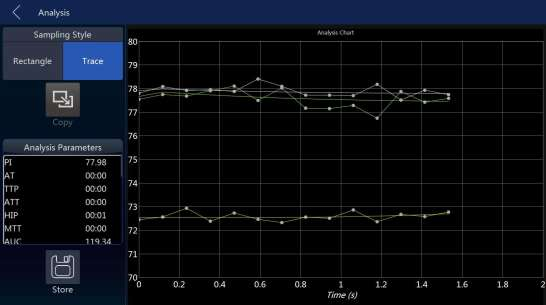 Analysis
Sampling Style
Rectangle Trace
Copy
Analysis Parameters
PI 77.98
AT 00:00
TTP 00:00
ATT 00:00
HIP 00:01
MTT 00:00
AUC 119.34
Store
Analysis Chart
80
79
78
77
76
75
74
73
72
71
70
0 0.2 0.4 0.6 0.8 1 1.2 1.4 1.6 1.8 2
Time (s)